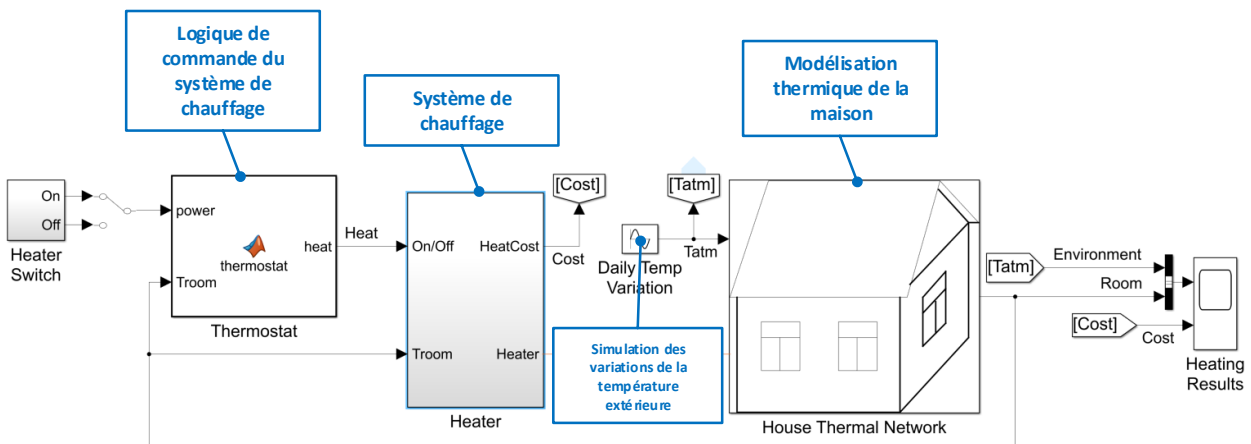 Logique de
commande du
système de
chauffage
Système de
chauffage
Modélisation
thermique de la
maison
[Cost]
[Tatm]
On
Off
Heater
Switch
power
Troom
thermostat
heat
Thermostat
Heat
On/Off
Troom
HeatCost
Heater
Heater
Cost
Daily Temp
Variation
Tatm
Simulation des
variations de la
température
extérieure
House Thermal Network
[Tatm]
Environment
Room
[Cost]
Cost
Heating
Results